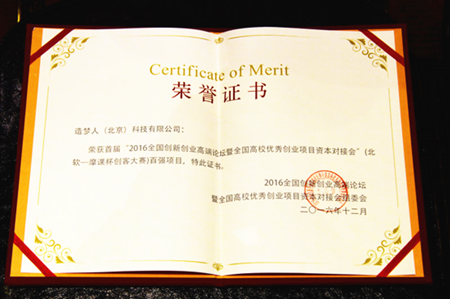 Certificate of Merit
荣誉证书
造梦人（北京）科技有限公司：
荣获首届“2016全国创新创业高端论坛暨全国高校优秀创业项目资本对接会”（北
软—摩课杯创客大赛）百强项目，特此证书。
2016全国创新创业高端论坛
暨全国高校优秀创业项目资本对接会组委会
二〇一六年十二月